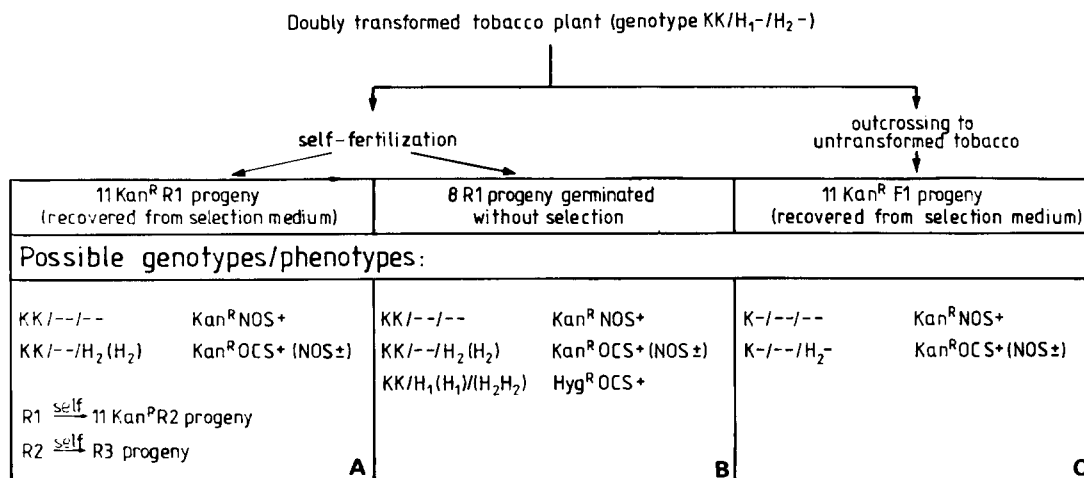 Doubly transformed tobacco plant (genotype KK/H₁-/H₂-)
self-fertilization
outcrossing to
untransformed tobacco
11 Kanᴿ R1 progeny
(recovered from selection medium)
8 R1 progeny germinated
without selection
11 Kanᴿ F1 progeny
(recovered from selection medium)
Possible genotypes/phenotypes:
KK/--/-- Kanᴿ NOS+
KK/--/H₂(H₂) Kanᴿ OCS+ (NOS±)
R1 self 11 Kanᴿ R2 progeny
R2 self R3 progeny
A
KK/--/-- Kanᴿ NOS+
KK/--/H₂(H₂) Kanᴿ OCS+ (NOS±)
KK/H₁(H₁)/(H₂H₂) Hygᴿ OCS+
B
K-/--/-- Kanᴿ NOS+
K-/--/H₂- Kanᴿ OCS+ (NOS±)
C